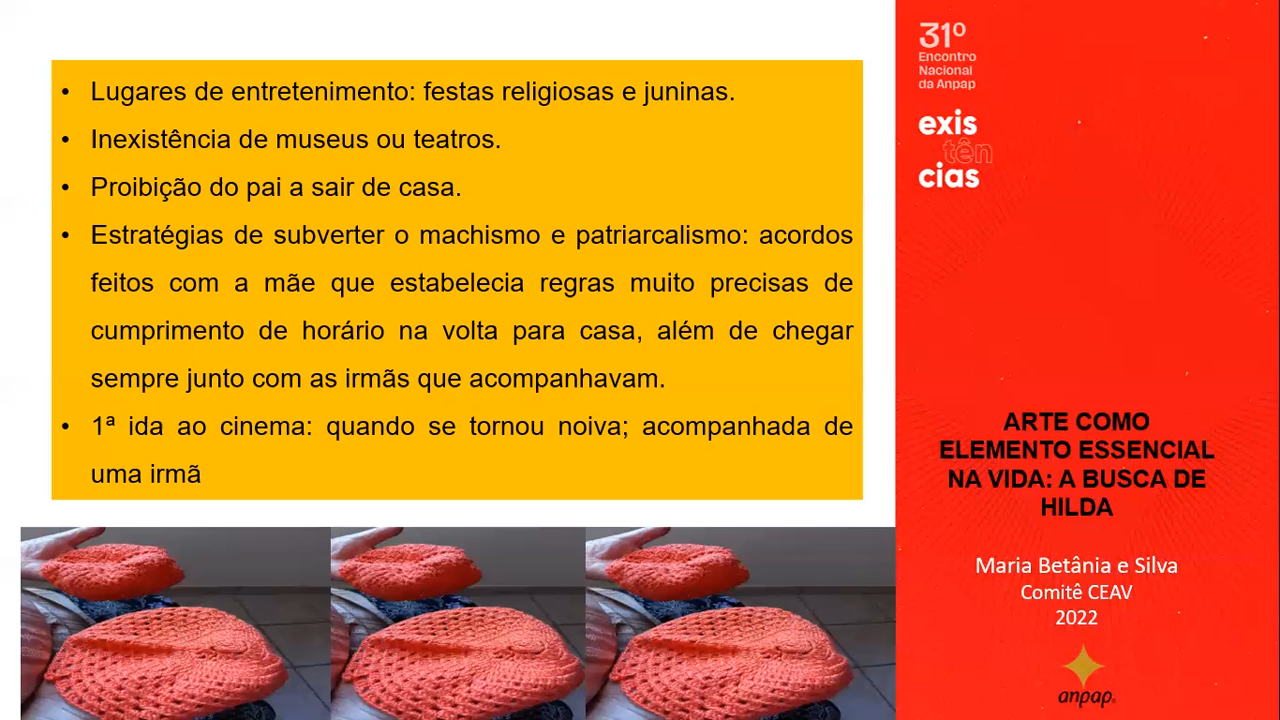 • Lugares de entretenimento: festas religiosas e juninas.
• Inexistência de museus ou teatros.
• Proibição do pai a sair de casa.
• Estratégias de subverter o machismo e patriarcalismo: acordos
feitos com a mãe que estabelecia regras muito precisas de
cumprimento de horário na volta para casa, além de chegar
sempre junto com as irmãs que acompanhavam.
• 1ª ida ao cinema: quando se tornou noiva; acompanhada de
uma irmã
31º
Encontro
Nacional
da Anpap
exis
tên
cias
ARTE COMO
ELEMENTO ESSENCIAL
NA VIDA: A BUSCA DE
HILDA
Maria Betânia e Silva
Comitê CEAV
2022
anpap